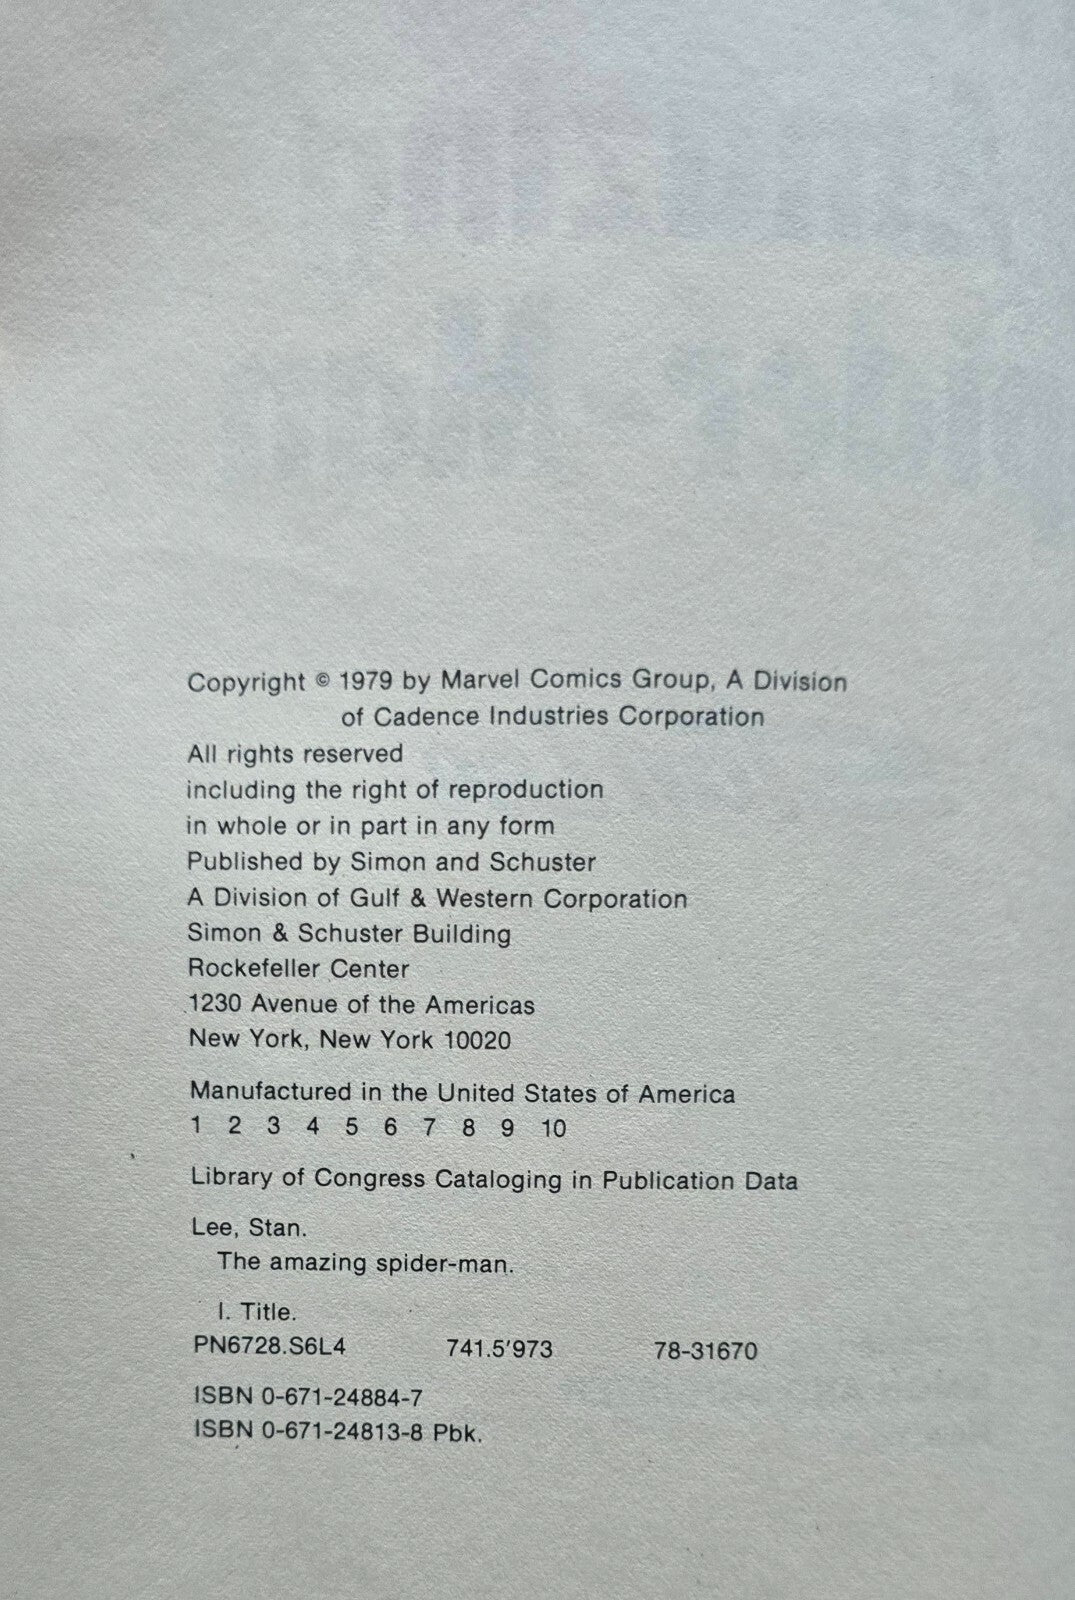 Copyright © 1979 by Marvel Comics Group, A Division
of Cadence Industries Corporation
All rights reserved
including the right of reproduction
in whole or in part in any form
Published by Simon and Schuster
A Division of Gulf & Western Corporation
Simon & Schuster Building
Rockefeller Center
1230 Avenue of the Americas
New York, New York 10020
Manufactured in the United States of America
1 2 3 4 5 6 7 8 9 10
Library of Congress Cataloging in Publication Data
Lee, Stan.
The amazing spider-man.
I. Title.
PN6728.S6L4 741.5'973 78-31670
ISBN 0-671-24884-7
ISBN 0-671-24813-8 Pbk.